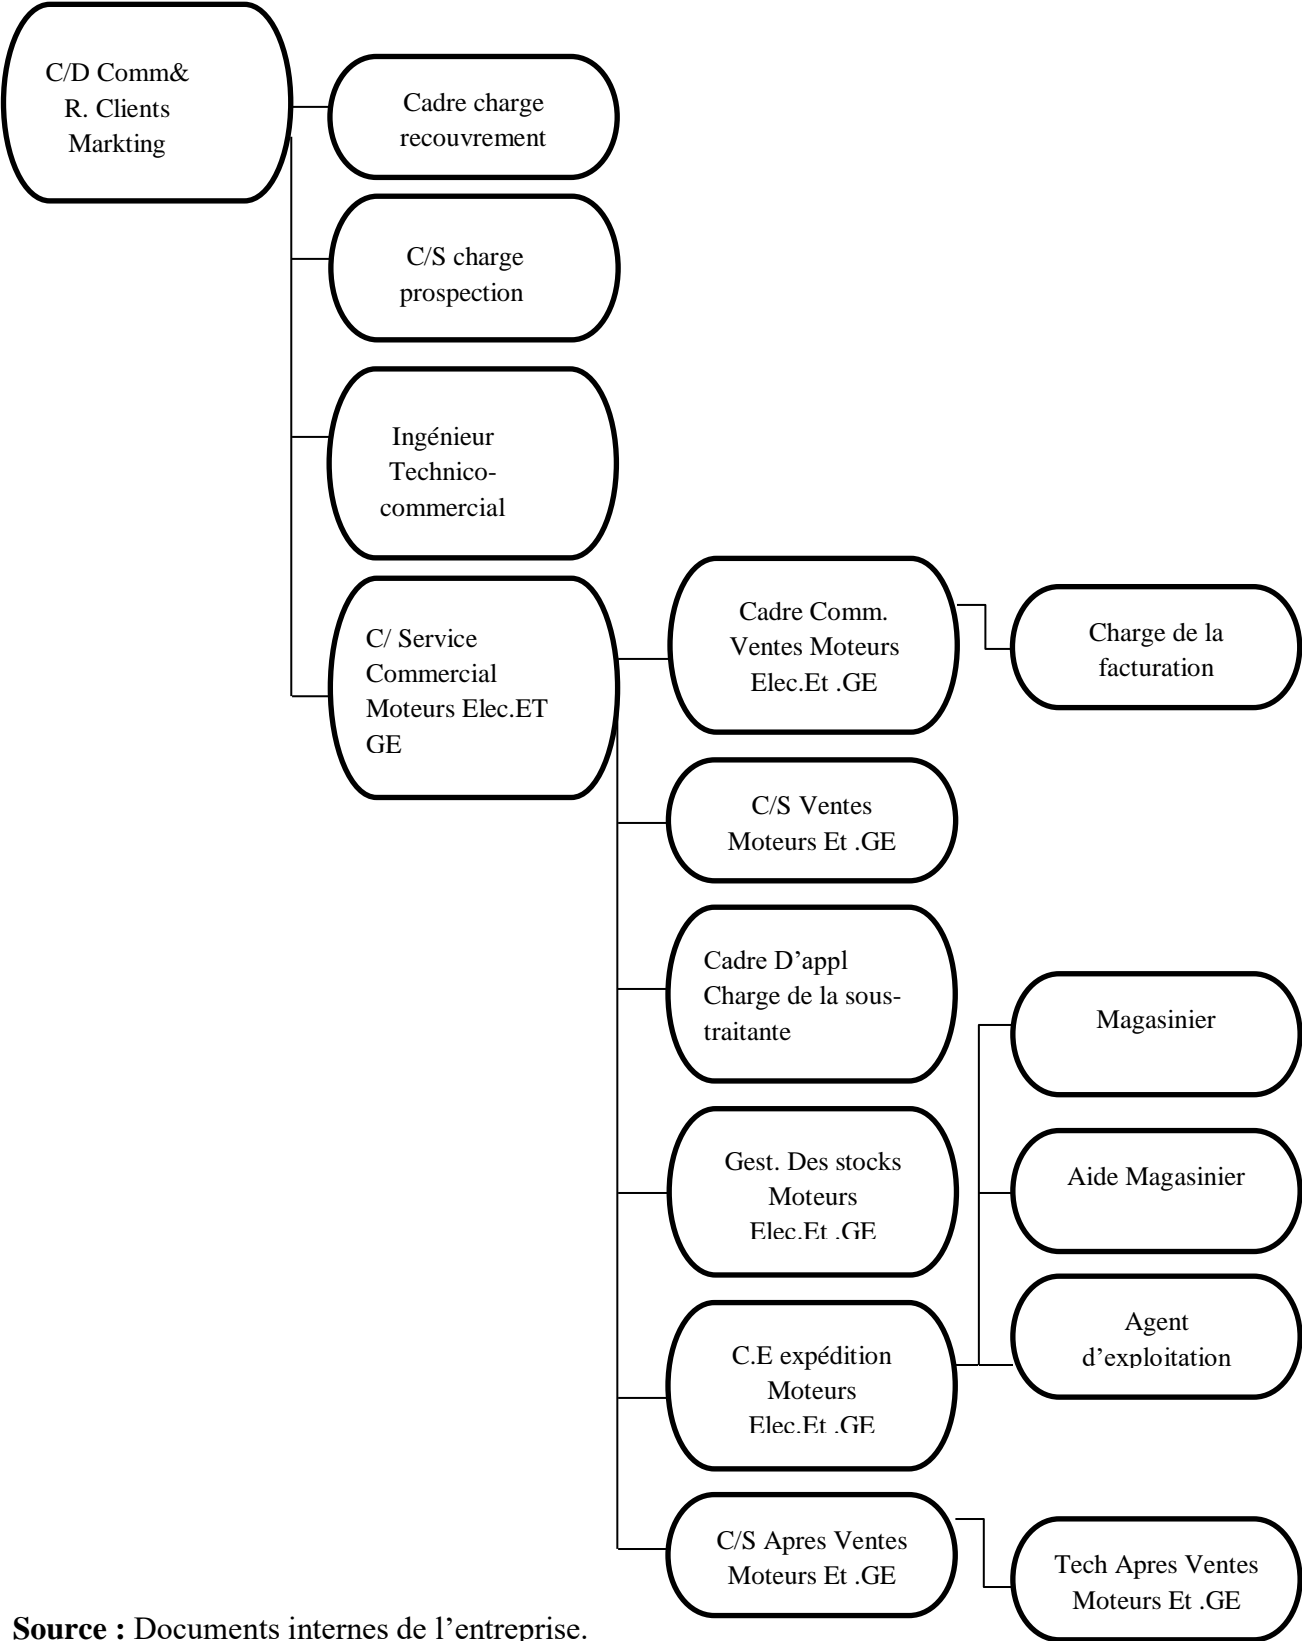 C/D Comm&
R. Clients
Markting
Cadre charge
recouvrement
C/S charge
prospection
Ingénieur
Technico-
commercial
C/ Service
Commercial
Moteurs Elec.ET
GE
Cadre Comm.
Ventes Moteurs
Elec.Et .GE
Charge de la
facturation
C/S Ventes
Moteurs Et .GE
Cadre D’appl
Charge de la sous-
traitante
Gest. Des stocks
Moteurs
Elec.Et .GE
C.E expédition
Moteurs
Elec.Et .GE
Magasinier
Aide Magasinier
Agent
d’exploitation
C/S Apres Ventes
Moteurs Et .GE
Tech Apres Ventes
Moteurs Et .GE
Source : Documents internes de l’entreprise.